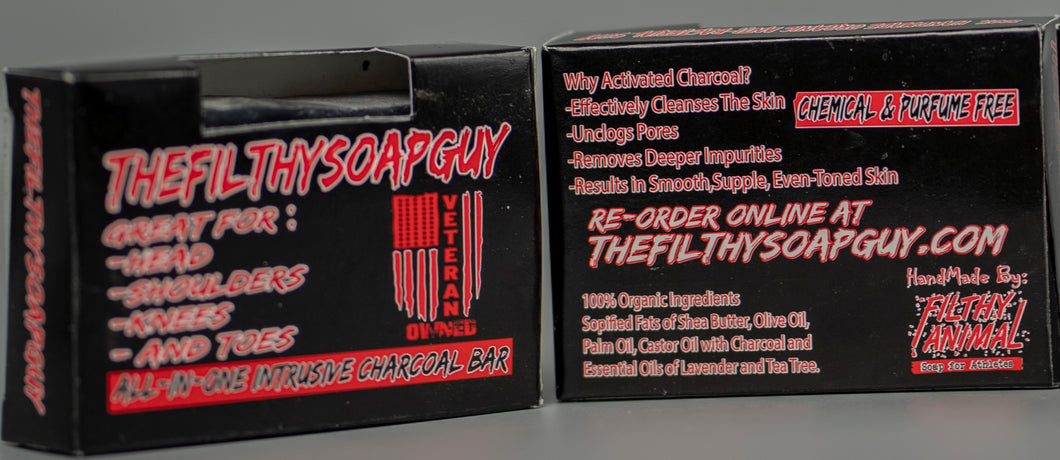 THEFILTHYSOAPGUY
THEFILTHYSOAPGUY
GREAT FOR :
-HEAD
-SHOULDERS
-KNEES
- AND TOES
VETERAN
OWNED
ALL-IN-ONE INTRUSIVE CHARCOAL BAR
Why Activated Charcoal?
-Effectively Cleanses The Skin
-Unclogs Pores
-Removes Deeper Impurities
-Results in Smooth,Supple, Even-Toned Skin
CHEMICAL & PURFUME FREE
RE-ORDER ONLINE AT
THEFILTHYSOAPGUY.COM
100% Organic Ingredients
Sopified Fats of Shea Butter, Olive Oil,
Palm Oil, Castor Oil with Charcoal and
Essential Oils of Lavender and Tea Tree.
HandMade By:
FILTHY
ANIMAL
Soap for Athletes